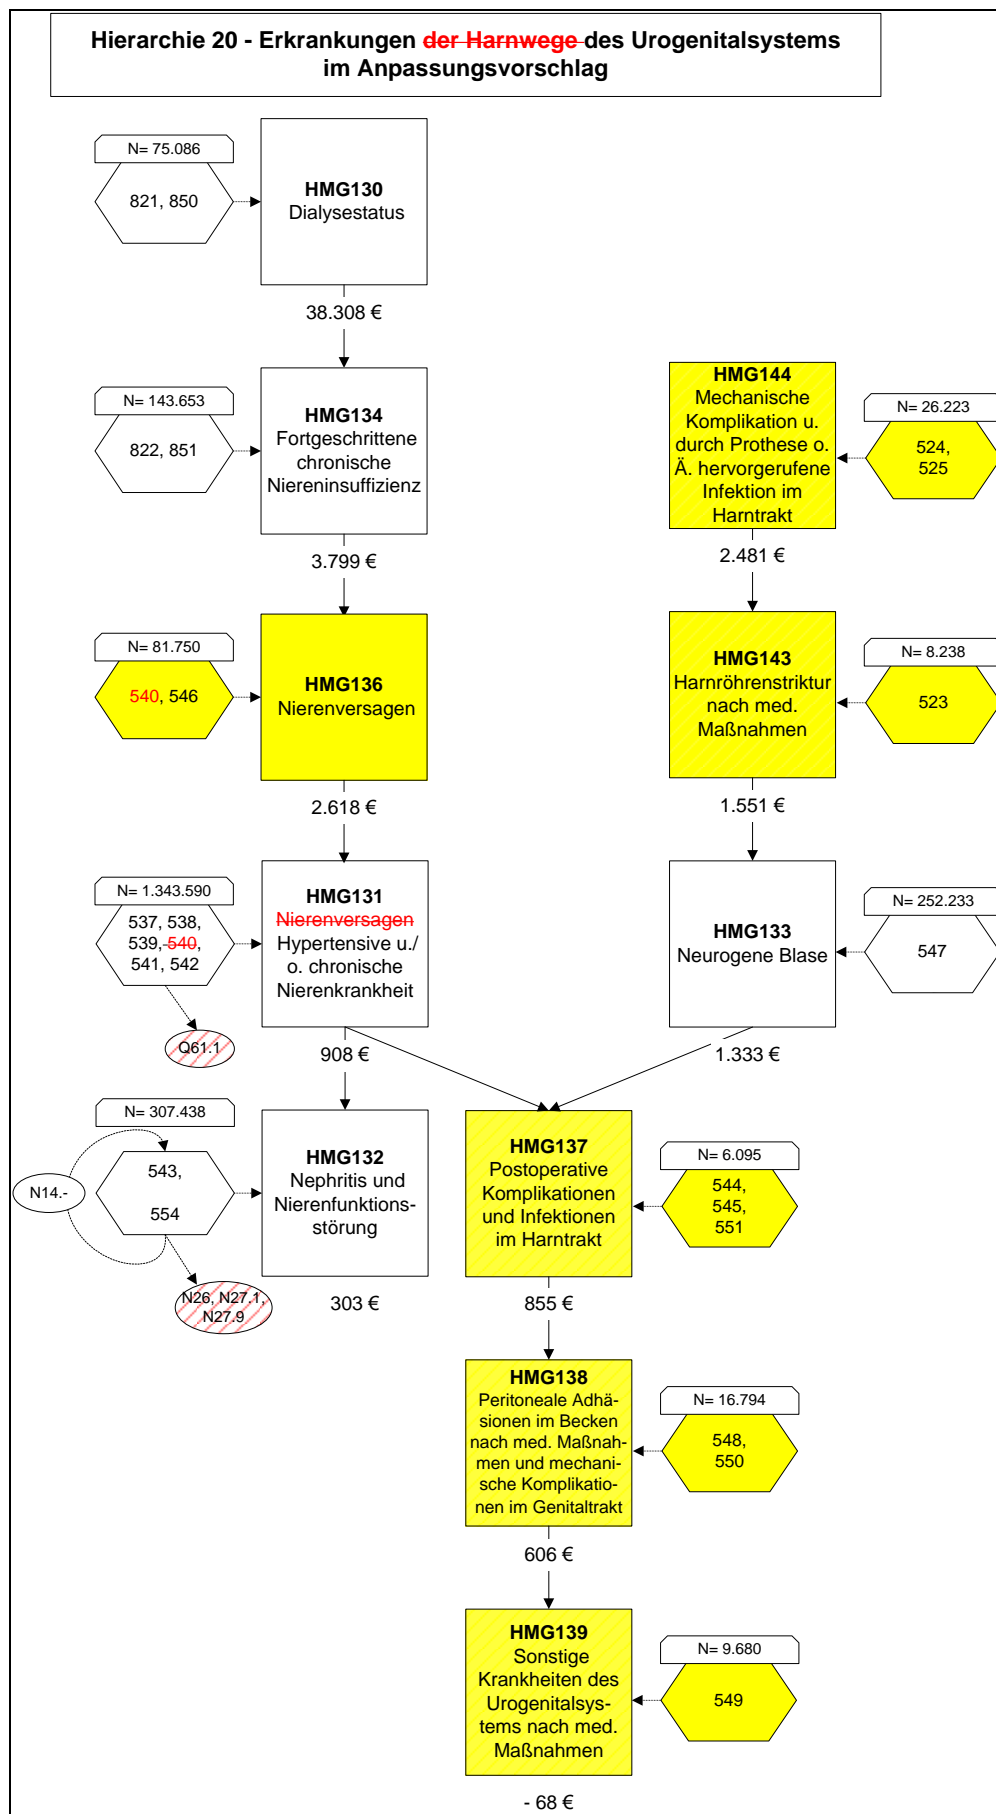 Hierarchie 20 - Erkrankungen der Harnwege des Urogenitalsystems
im Anpassungsvorschlag
N= 75.086
821, 850
HMG130
Dialysestatus
38.308 €
N= 143.653
822, 851
HMG134
Fortgeschrittene
chronische
Niereninsuffizienz
3.799 €
HMG144
Mechanische
Komplikation u.
durch Prothese o.
Ä. hervorgerufene
Infektion im
Harntrakt
N= 26.223
524,
525
2.481 €
N= 81.750
540, 546
HMG136
Nierenversagen
2.618 €
HMG143
Harnröhrenstriktur
nach med.
Maßnahmen
N= 8.238
523
1.551 €
N= 1.343.590
537, 538,
539, 540,
541, 542
Q61.1
HMG131
Nierenversagen
Hypertensive u./
o. chronische
Nierenkrankheit
908 €
HMG133
Neurogene Blase
N= 252.233
547
1.333 €
N= 307.438
543,
554
N14.-
N26, N27.1,
N27.9
HMG132
Nephritis und
Nierenfunktions-
störung
303 €
HMG137
Postoperative
Komplikationen
und Infektionen
im Harntrakt
N= 6.095
544,
545,
551
855 €
HMG138
Peritoneale Adhä-
sionen im Becken
nach med. Maßnah-
men und mechani-
sche Komplikatio-
nen im Genitaltrakt
N= 16.794
548,
550
606 €
HMG139
Sonstige
Krankheiten des
Urogenitalsys-
tems nach med.
Maßnahmen
N= 9.680
549
- 68 €